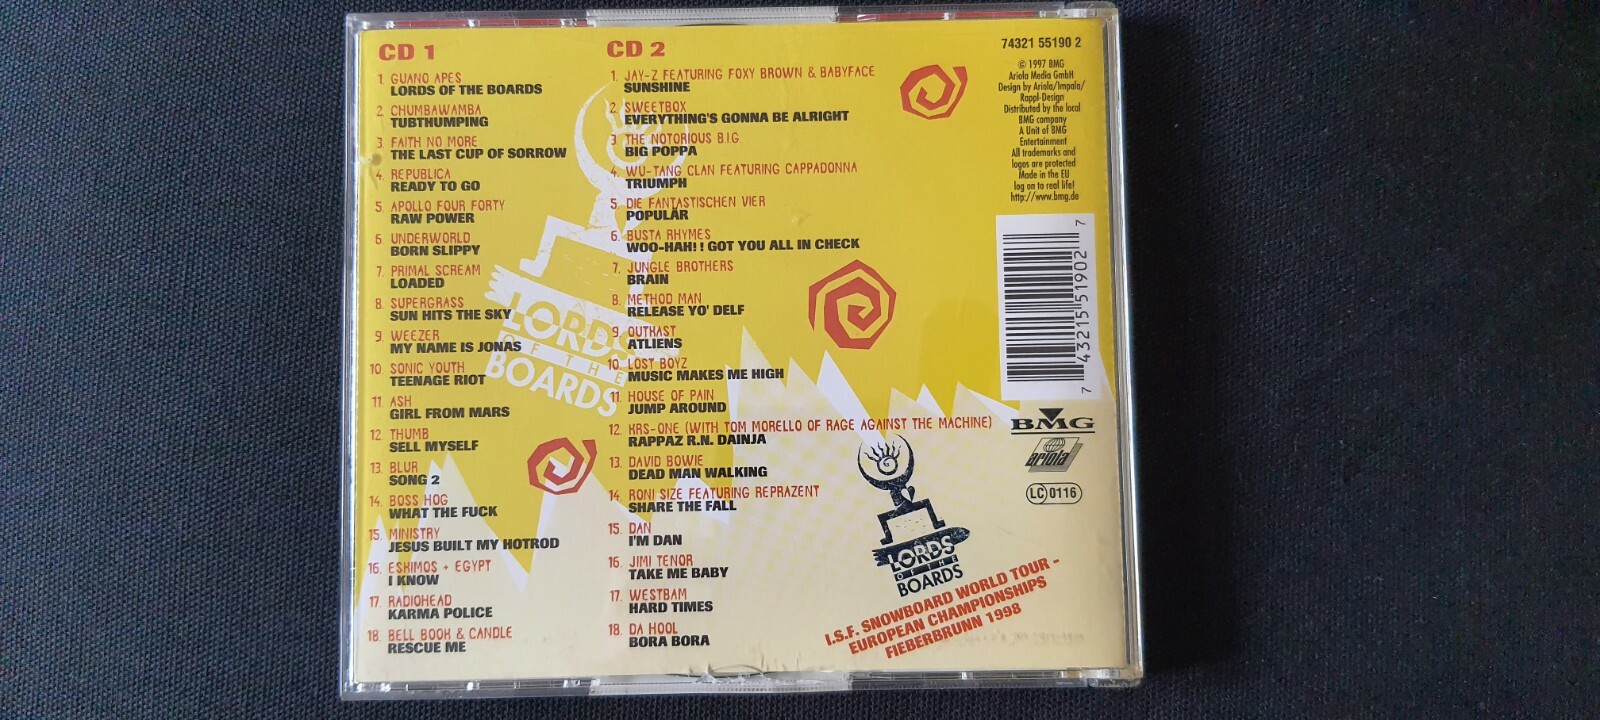 CD 1
1. GUANO APES
LORDS OF THE BOARDS
2. CHUMBAWAMBA
TUBTHUMPING
3. FAITH NO MORE
THE LAST CUP OF SORROW
4. REPUBLICA
READY TO GO
5. APOLLO FOUR FORTY
RAW POWER
6. UNDERWORLD
BORN SLIPPY
7. PRIMAL SCREAM
LOADED
8. SUPERGRASS
SUN HITS THE SKY
9. WEEZER
MY NAME IS JONAS
10. SONIC YOUTH
TEENAGE RIOT
11. ASH
GIRL FROM MARS
12. THUMB
SELL MYSELF
13. BLUR
SONG 2
14. BOSS HOG
WHAT THE FUCK
15. MINISTRY
JESUS BUILT MY HOTROD
16. ESKIMOS + EGYPT
I KNOW
17. RADIOHEAD
KARMA POLICE
18. BELL BOOK & CANDLE
RESCUE ME
CD 2
1. JAY-Z FEATURING FOXY BROWN & BABYFACE
SUNSHINE
2. SWEETBOX
EVERYTHING'S GONNA BE ALRIGHT
3 THE NOTORIOUS B.I.G.
BIG POPPA
4. WU-TANG CLAN FEATURING CAPPADONNA
TRIUMPH
5. DIE FANTASTISCHEN VIER
POPULÄR
6. BUSTA RHYMES
WOO-HAH! ! GOT YOU ALL IN CHECK
7. JUNGLE BROTHERS
BRAIN
8. METHOD MAN
RELEASE YO' DELF
9. OUTKAST
ATLIENS
10. LOST BOYZ
MUSIC MAKES ME HIGH
11. HOUSE OF PAIN
JUMP AROUND
12. KRS-ONE (WITH TOM MORELLO OF RAGE AGAINST THE MACHINE)
RAPPAZ R.N. DAINJA
13. DAVID BOWIE
DEAD MAN WALKING
14. RONI SIZE FEATURING REPRAZENT
SHARE THE FALL
15. DAN
I'M DAN
16. JIMI TENOR
TAKE ME BABY
17. WESTBAM
HARD TIMES
18. DA HOOL
BORA BORA
LORDS
OF THE
BOARDS
74321 55190 2
© 1997 BMG
Ariola Media GmbH
Design by Ariola/Impala/
Rappl-Design
Distributed by the local
BMG company
A Unit of BMG
Entertainment
All trademarks and
logos are protected
Made in the EU
log on to real life!
http://www.bmg.de
7 43215 51902 7
BMG
ariola
LC 0116
LORDS
OF THE
BOARDS
I.S.F. SNOWBOARD WORLD TOUR -
EUROPEAN CHAMPIONSHIPS
FIEBERBRUNN 1998